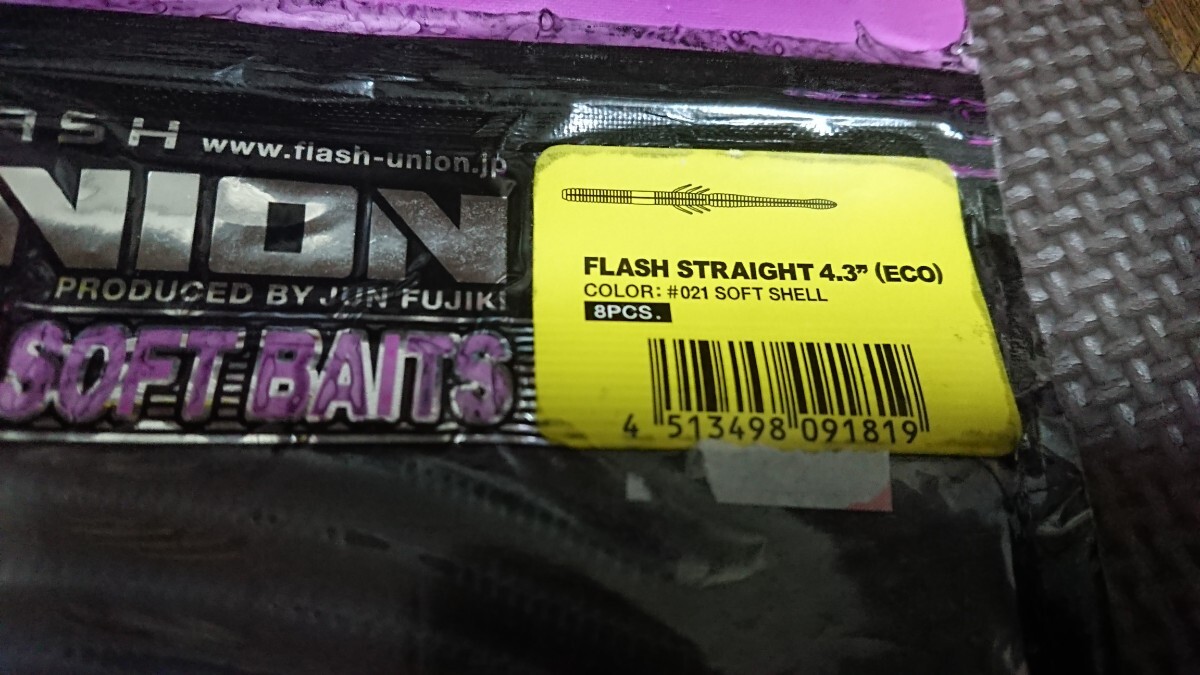 ASH www.flash-union.jp
NION
PRODUCED BY JUN FUJIKI
SOFT BAITS
FLASH STRAIGHT 4.3” (ECO)
COLOR: #021 SOFT SHELL
8PCS.
4 513498 091819